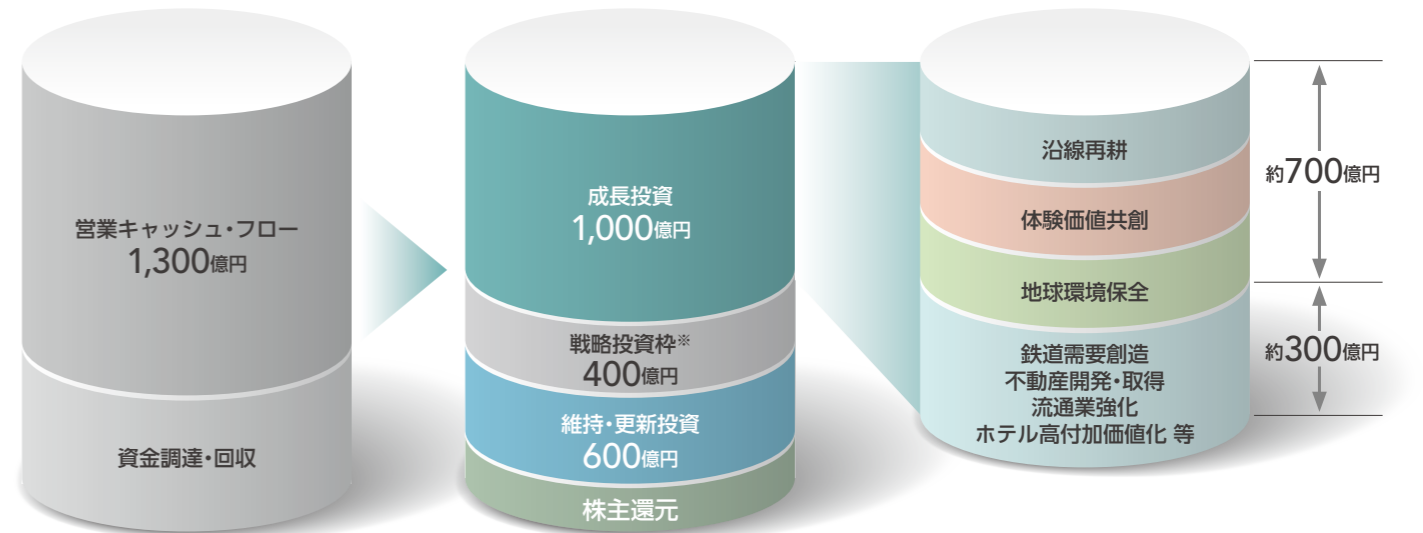 営業キャッシュ・フロー
1,300億円
資金調達・回収
成長投資
1,000億円
戦略投資枠※
400億円
維持・更新投資
600億円
株主還元
沿線再耕
体験価値共創
地球環境保全
鉄道需要創造
不動産開発・取得
流通業強化
ホテル高付加価値化 等
約700億円
約300億円